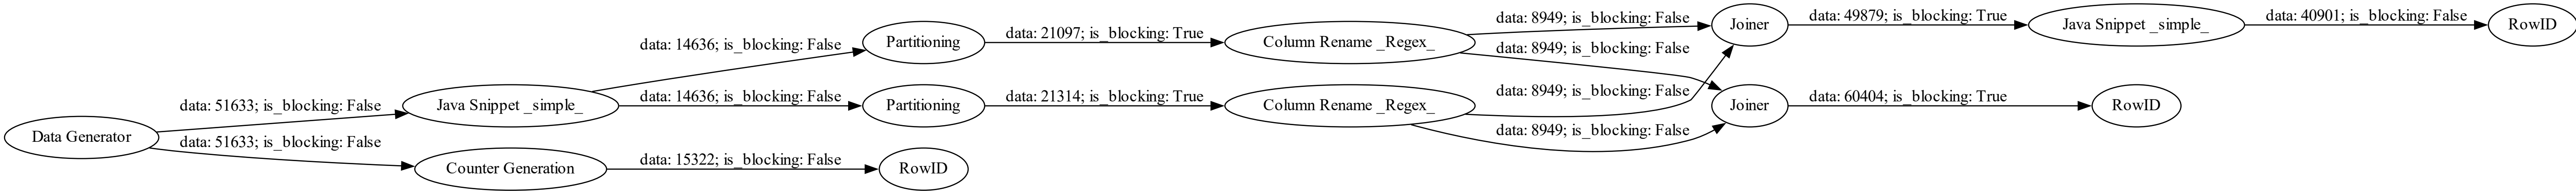 Data Generator
data: 51633; is_blocking: False
data: 51633; is_blocking: False
Java Snippet _simple_
Counter Generation
data: 14636; is_blocking: False
data: 14636; is_blocking: False
data: 15322; is_blocking: False
Partitioning
Partitioning
RowID
data: 21097; is_blocking: True
data: 21314; is_blocking: True
Column Rename _Regex_
Column Rename _Regex_
data: 8949; is_blocking: False
data: 8949; is_blocking: False
data: 8949; is_blocking: False
data: 8949; is_blocking: False
Joiner
Joiner
data: 49879; is_blocking: True
data: 60404; is_blocking: True
Java Snippet _simple_
RowID
data: 40901; is_blocking: False
RowID